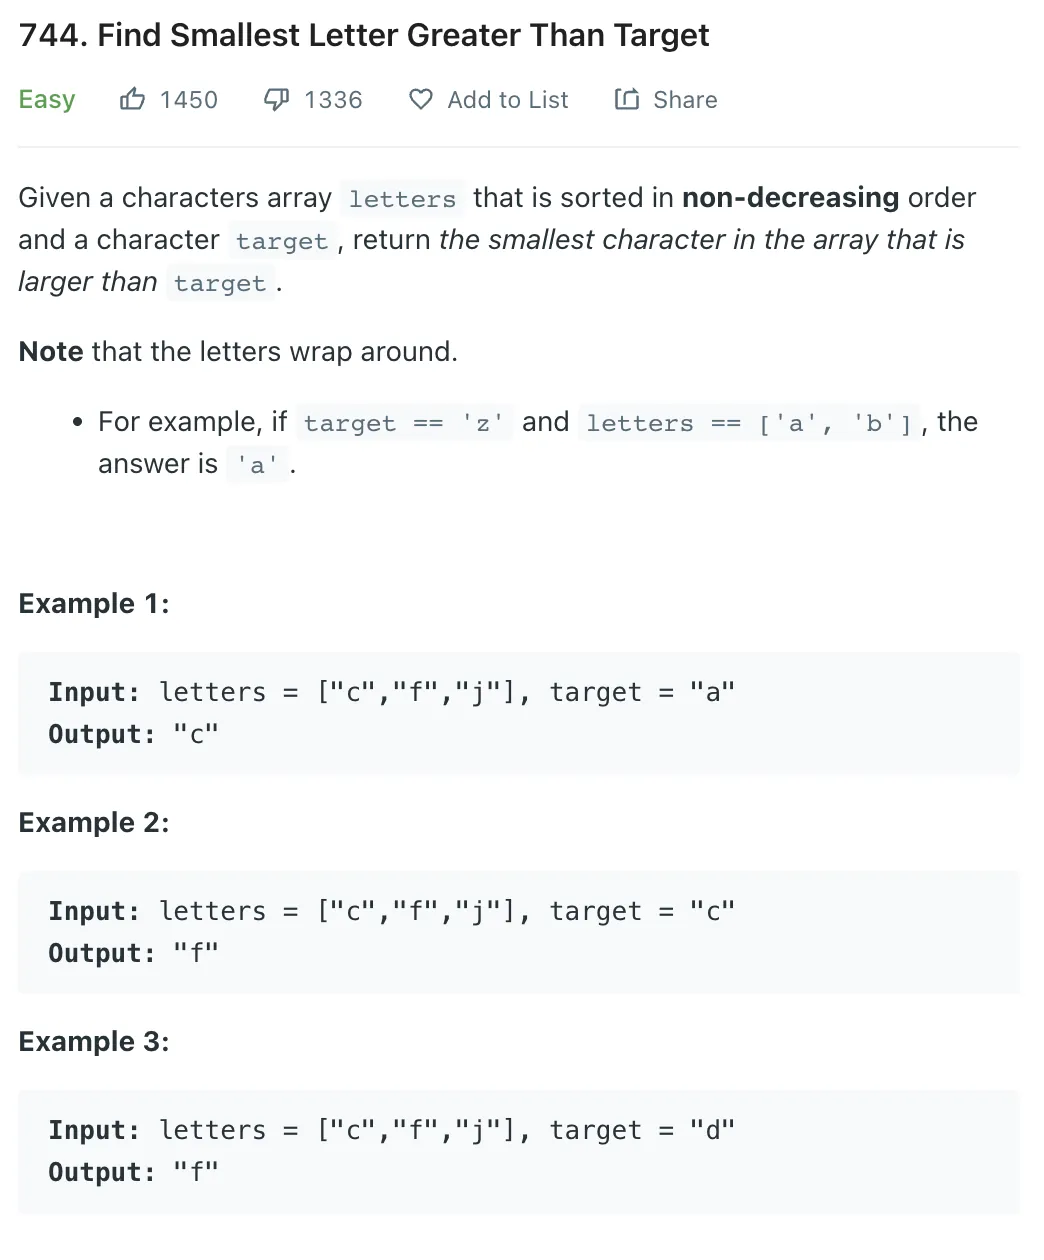 744. Find Smallest Letter Greater Than Target
Easy 1450 1336 Add to List Share
Given a characters array letters that is sorted in non-decreasing order
and a character target, return the smallest character in the array that is
larger than target.
Note that the letters wrap around.
• For example, if target == 'z' and letters == ['a', 'b'], the
answer is 'a'.
Example 1:
Input: letters = ["c","f","j"], target = "a"
Output: "c"
Example 2:
Input: letters = ["c","f","j"], target = "c"
Output: "f"
Example 3:
Input: letters = ["c","f","j"], target = "d"
Output: "f"